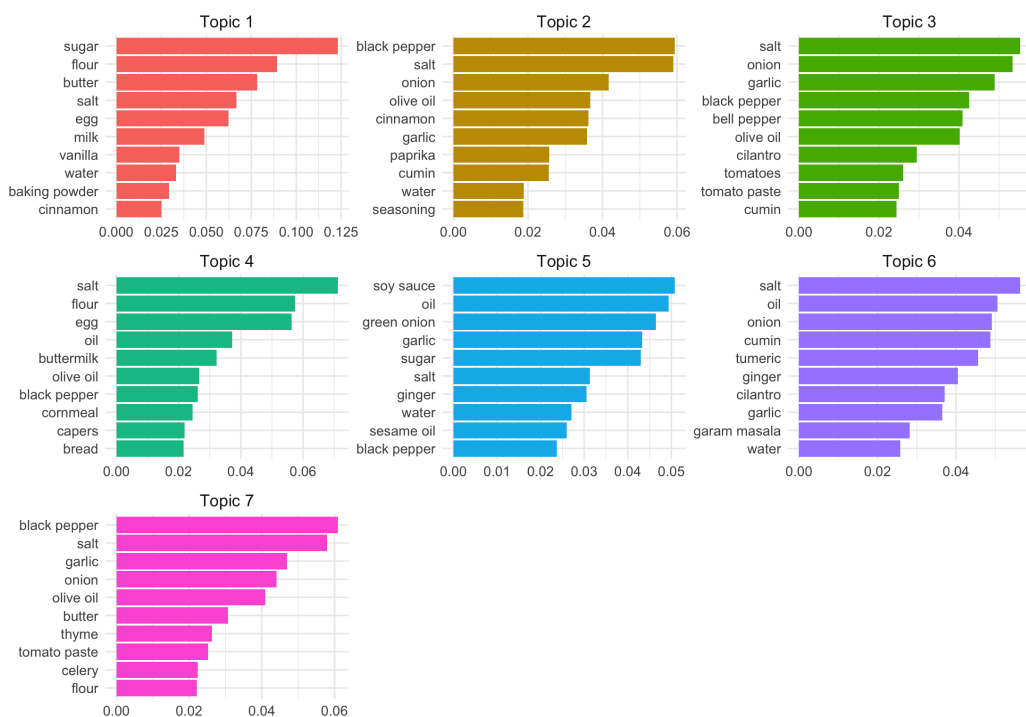 Topic 1
sugar
flour
butter
salt
egg
milk
vanilla
water
baking powder
cinnamon
0.000 0.025 0.050 0.075 0.100 0.125
Topic 2
black pepper
salt
onion
olive oil
cinnamon
garlic
paprika
cumin
water
seasoning
0.00 0.02 0.04 0.06
Topic 3
salt
onion
garlic
black pepper
bell pepper
olive oil
cilantro
tomatoes
tomato paste
cumin
0.00 0.02 0.04
Topic 4
salt
flour
egg
oil
buttermilk
olive oil
black pepper
cornmeal
capers
bread
0.00 0.02 0.04 0.06
Topic 5
soy sauce
oil
green onion
garlic
sugar
salt
ginger
water
sesame oil
black pepper
0.00 0.01 0.02 0.03 0.04 0.05
Topic 6
salt
oil
onion
cumin
tumeric
ginger
cilantro
garlic
garam masala
water
0.00 0.02 0.04
Topic 7
black pepper
salt
garlic
onion
olive oil
butter
thyme
tomato paste
celery
flour
0.00 0.02 0.04 0.06